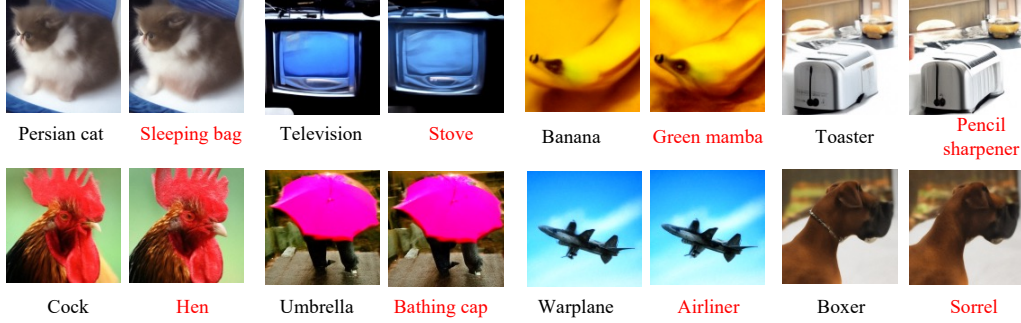 Persian cat
Sleeping bag
Television
Stove
Banana
Green mamba
Toaster
Pencil
sharpener
Cock
Hen
Umbrella
Bathing cap
Warplane
Airliner
Boxer
Sorrel